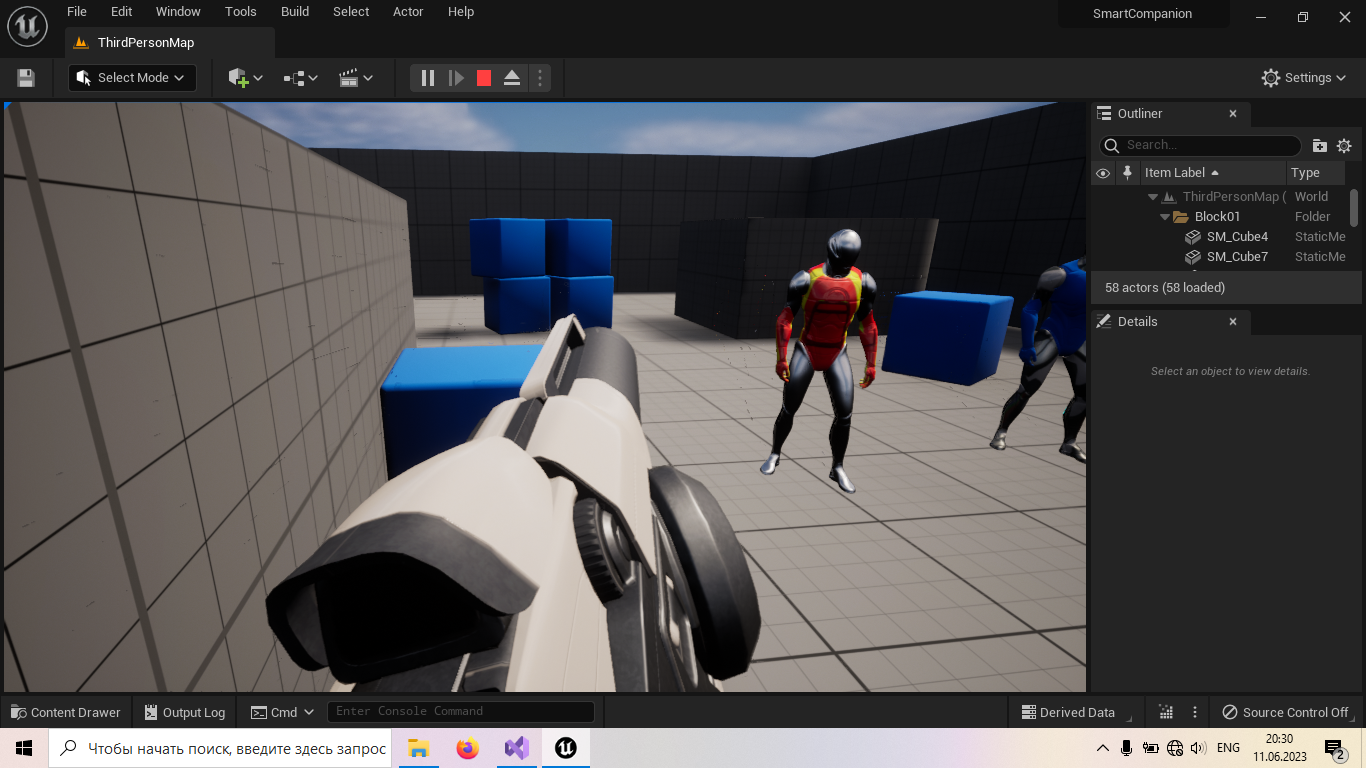 File Edit Window Tools Build Select Actor Help
SmartCompanion
ThirdPersonMap
Select Mode
Settings
Outliner
Search...
Item Label Type
ThirdPersonMap ( World
Block01 Folder
SM_Cube4 StaticMe
SM_Cube7 StaticMe
58 actors (58 loaded)
Details
Select an object to view details.
Content Drawer Output Log Cmd Enter Console Command Derived Data Source Control Off
Чтобы начать поиск, введите здесь запрос
ENG
20:30
11.06.2023
2